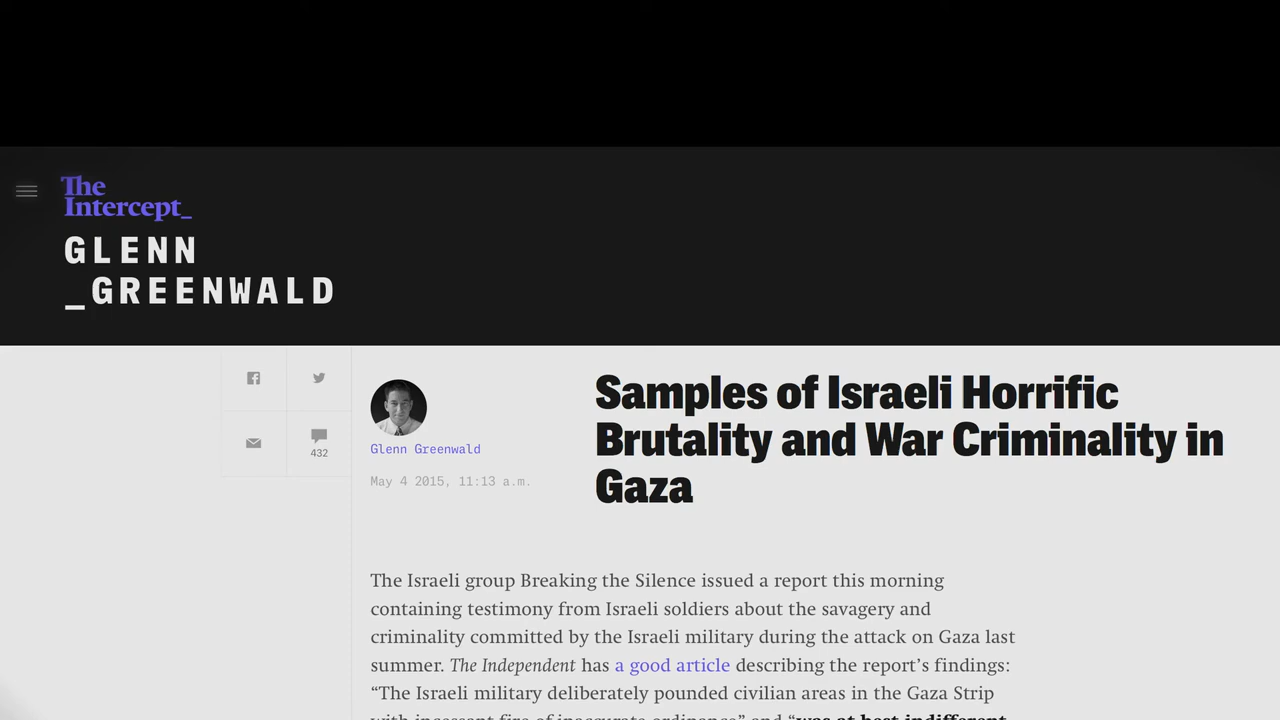 The
Intercept_
GLENN
_GREENWALD
432
Glenn Greenwald
May 4 2015, 11:13 a.m.
Samples of Israeli Horrific
Brutality and War Criminality in
Gaza
The Israeli group Breaking the Silence issued a report this morning
containing testimony from Israeli soldiers about the savagery and
criminality committed by the Israeli military during the attack on Gaza last
summer. The Independent has a good article describing the report’s findings:
“The Israeli military deliberately pounded civilian areas in the Gaza Strip
with incessant fire of inaccurate ordinance” and “was at best indifferent